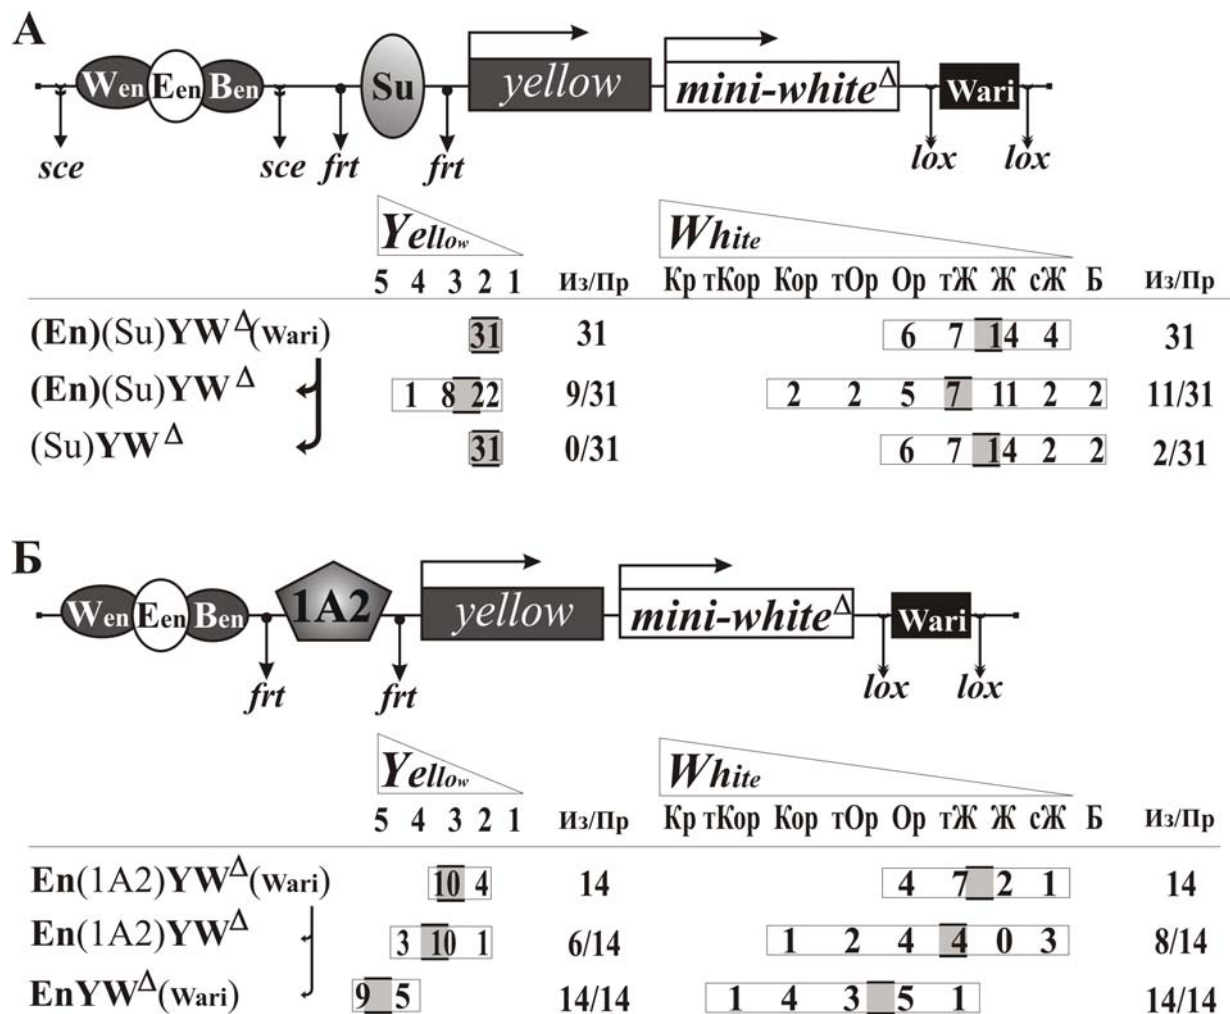 А
Wen Een Ben Su yellow mini-whiteΔ Wari
sce sce frt frt lox lox
Yellow White
5 4 3 2 1 Из/Пр Кр тКор Кор тОр Ор тЖ Ж сЖ Б Из/Пр
(En)(Su)YWΔ(Wari) 31 31 6 7 14 4 31
(En)(Su)YWΔ 1 8 22 9/31 2 2 5 7 11 2 2 11/31
(Su)YWΔ 31 0/31 6 7 14 2 2 2/31
Б
Wen Een Ben 1A2 yellow mini-whiteΔ Wari
frt frt lox lox
Yellow White
5 4 3 2 1 Из/Пр Кр тКор Кор тОр Ор тЖ Ж сЖ Б Из/Пр
En(1A2)YWΔ(Wari) 10 4 14 4 7 2 1 14
En(1A2)YWΔ 3 10 1 6/14 1 2 4 4 0 3 8/14
EnYWΔ(Wari) 9 5 14/14 1 4 3 5 1 14/14